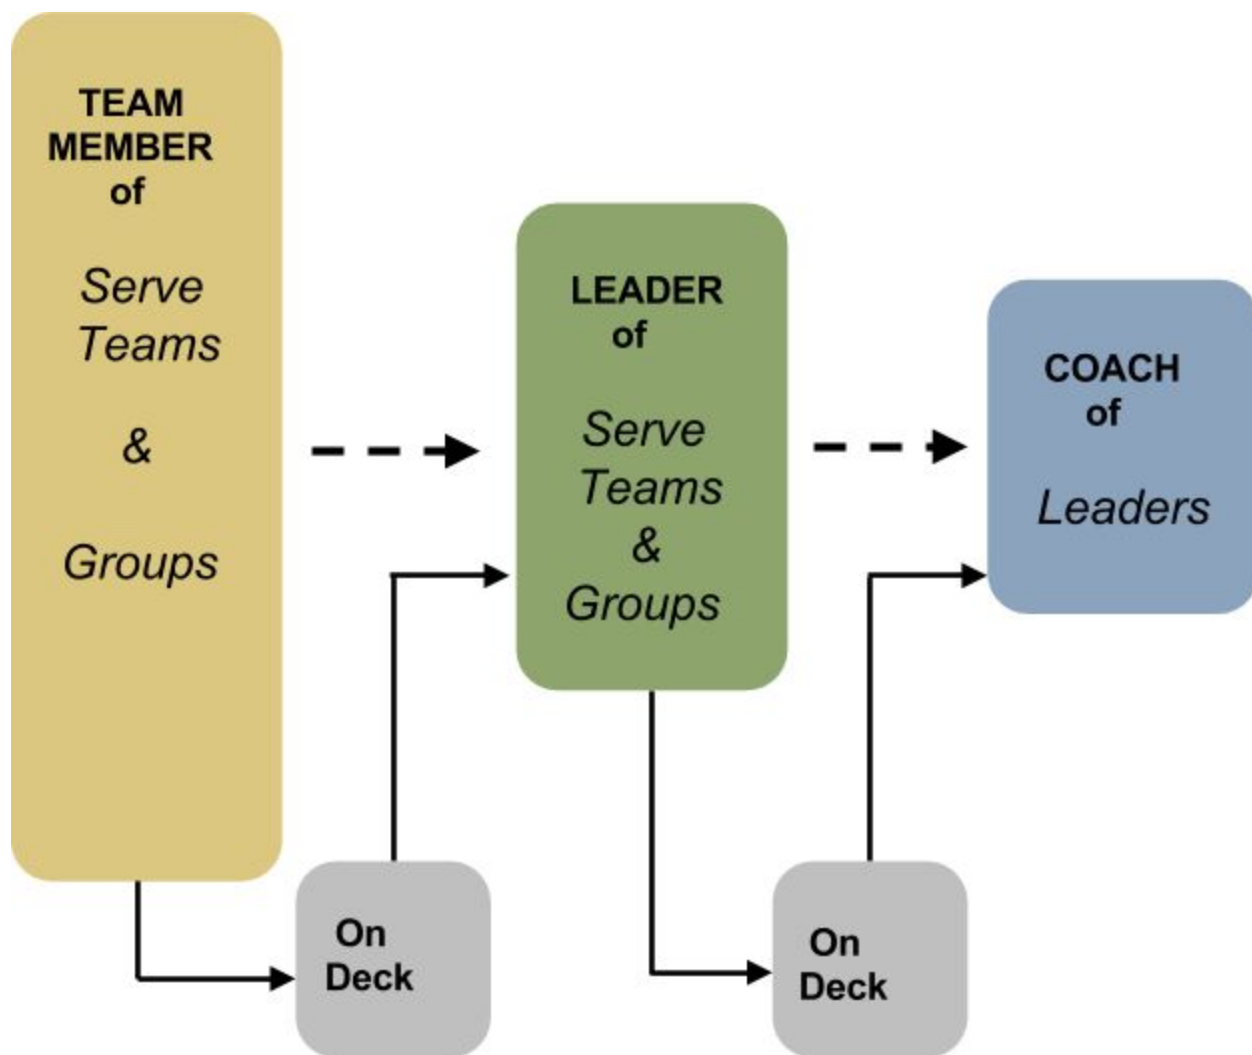 TEAM
MEMBER
of
Serve
Teams
&
Groups
LEADER
of
Serve
Teams
&
Groups
COACH
of
Leaders
On
Deck
On
Deck